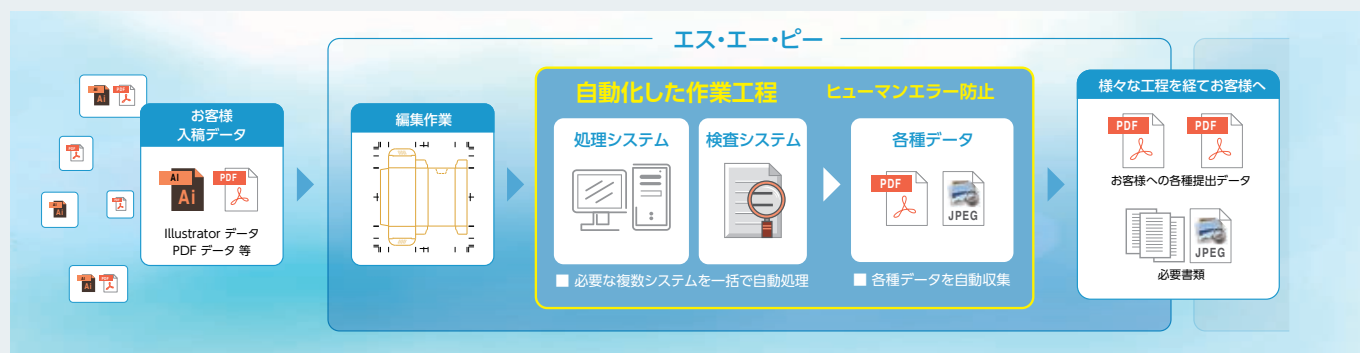 エス・エー・ピー
お客様
入稿データ
Ai
Ai
PDF
Illustrator データ
PDF データ 等
編集作業
自動化した作業工程
ヒューマンエラー防止
処理システム
検査システム
■ 必要な複数システムを一括で自動処理
各種データ
PDF
JPEG
■ 各種データを自動収集
様々な工程を経てお客様へ
PDF
PDF
お客様への各種提出データ
JPEG
必要書類